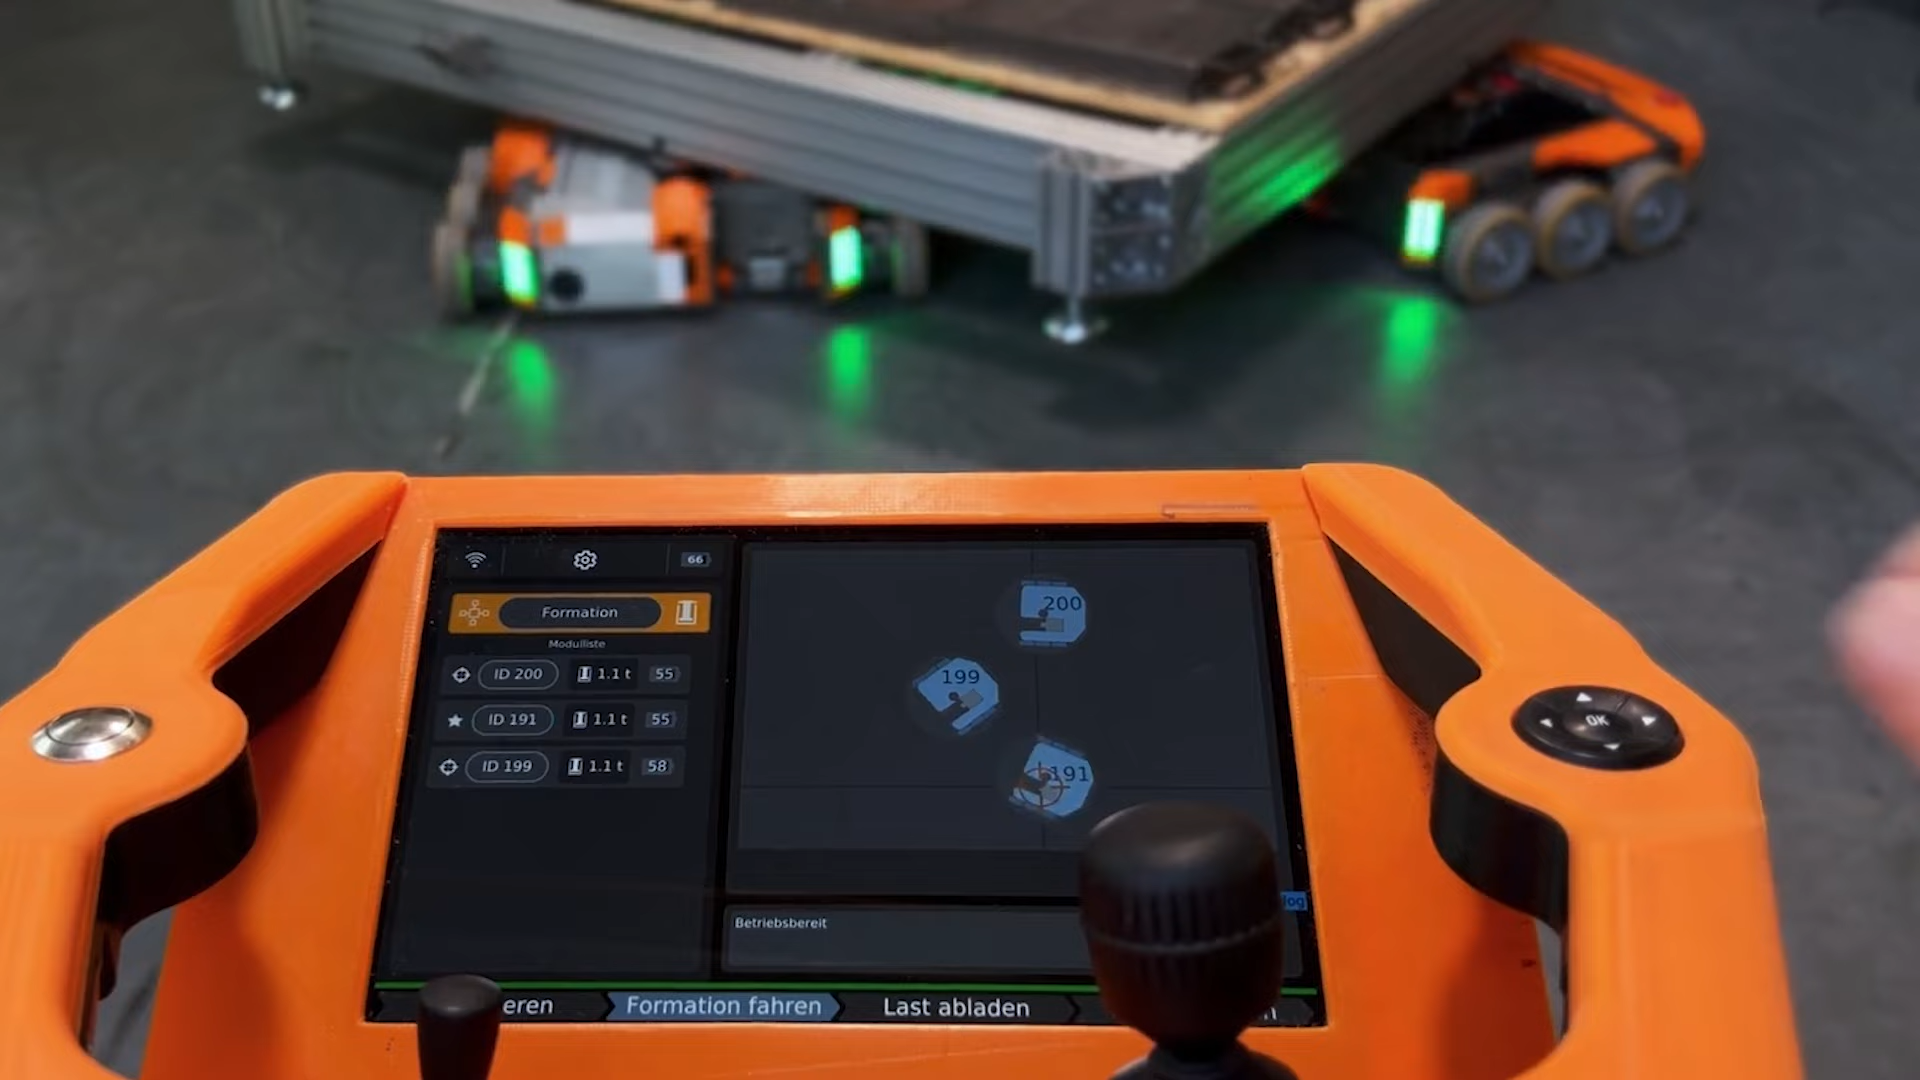 66
Formation
Modulliste
ID 200 1.1 t 55
ID 191 1.1 t 55
ID 199 1.1 t 58
200
199
191
log
Betriebsbereit
eren Formation fahren Last abladen n
OK